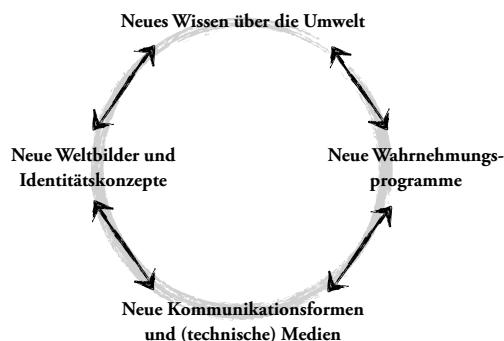 Neues Wissen über die Umwelt
Neue Weltbilder und
Identitätskonzepte
Neue Wahrnehmungs-
programme
Neue Kommunikationsformen
und (technische) Medien